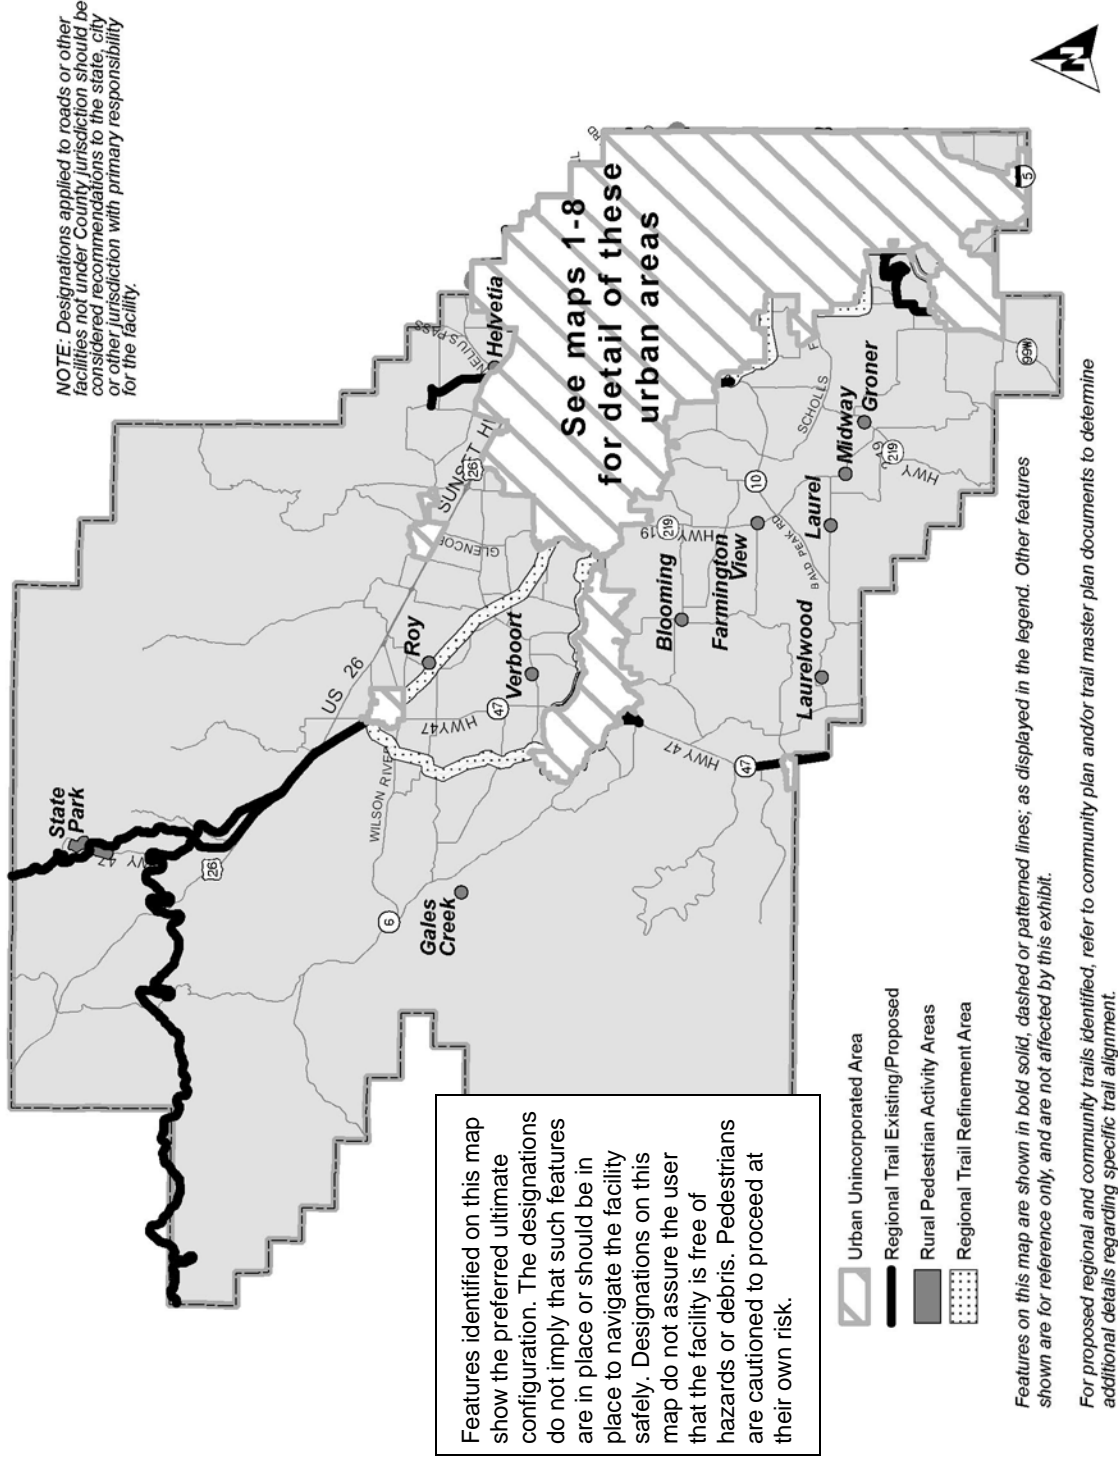 NOTE: Designations applied to roads or other
facilities not under County jurisdiction should be
considered recommendations to the state, city
or other jurisdiction with primary responsibility
for the facility.
N
State
Park
HWY 47
26
US 26
Roy
Verboort
47
HWY47
WILSON RIVER
6
Gales
Creek
GLENCOE
SUNSET HI
26
NELIUS PASS
Helvetia
L
RD
See maps 1-8
for detail of these
urban areas
5
99W
F
SCHOLLS
10
Groner
Midway
219
HWY
Laurel
BALD PEAK RD
HWY 219
219
Farmington
View
Blooming
Laurelwood
HWY 47
47
Features identified on this map
show the preferred ultimate
configuration. The designations
do not imply that such features
are in place or should be in
place to navigate the facility
safely. Designations on this
map do not assure the user
that the facility is free of
hazards or debris. Pedestrians
are cautioned to proceed at
their own risk.
Urban Unincorporated Area
Regional Trail Existing/Proposed
Rural Pedestrian Activity Areas
Regional Trail Refinement Area
Features on this map are shown in bold solid, dashed or patterned lines; as displayed in the legend. Other features
shown are for reference only, and are not affected by this exhibit.
For proposed regional and community trails identified, refer to community plan and/or trail master plan documents to determine
additional details regarding specific trail alignment.